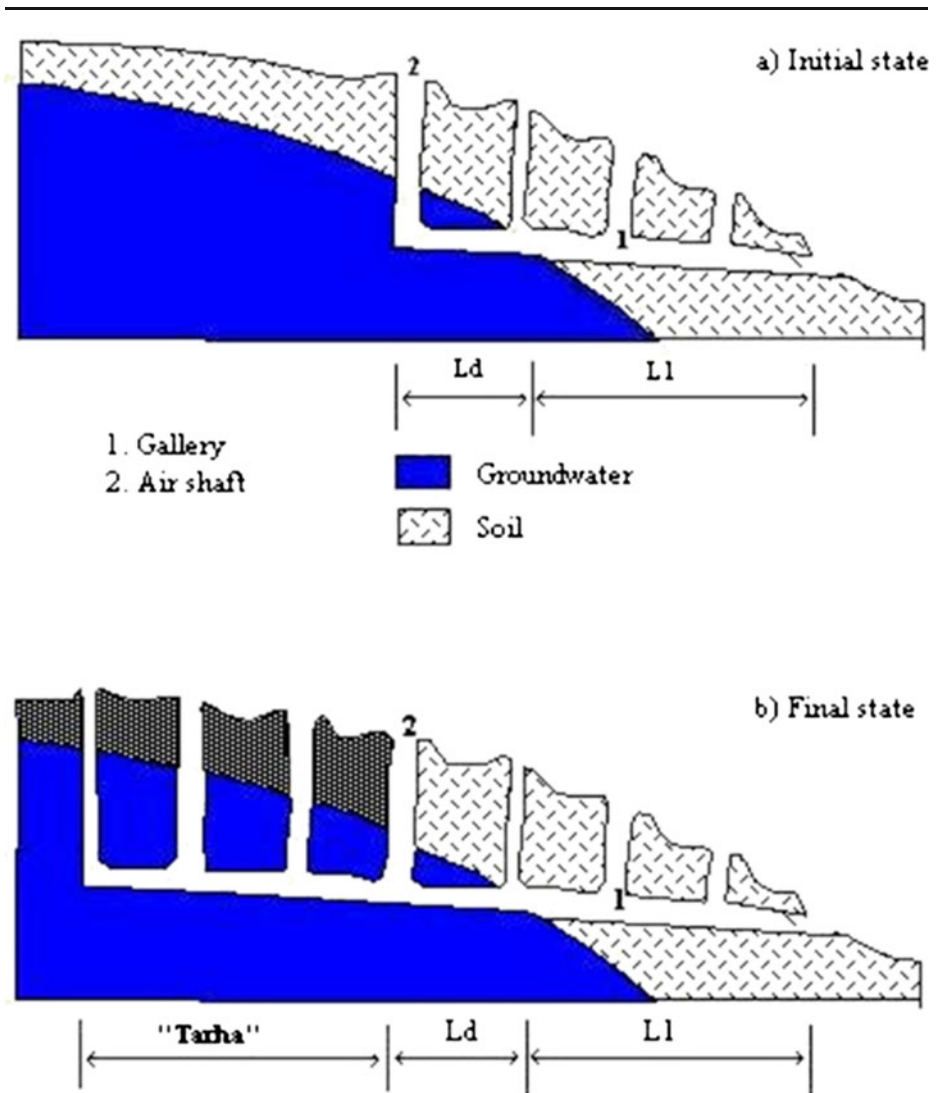 a) Initial state
2
1
Ld
L1
1. Gallery
2. Air shaft
Groundwater
Soil
b) Final state
2
1
"Tarha"
Ld
L1